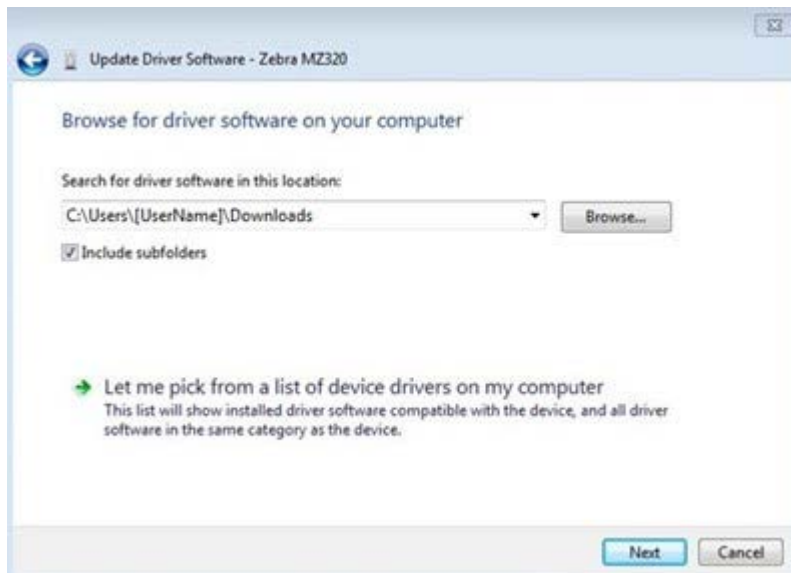 Update Driver Software - Zebra MZ320
Browse for driver software on your computer
Search for driver software in this location:
C:\Users\[UserName]\Downloads
Browse...
Include subfolders
Let me pick from a list of device drivers on my computer
This list will show installed driver software compatible with the device, and all driver
software in the same category as the device.
Next
Cancel